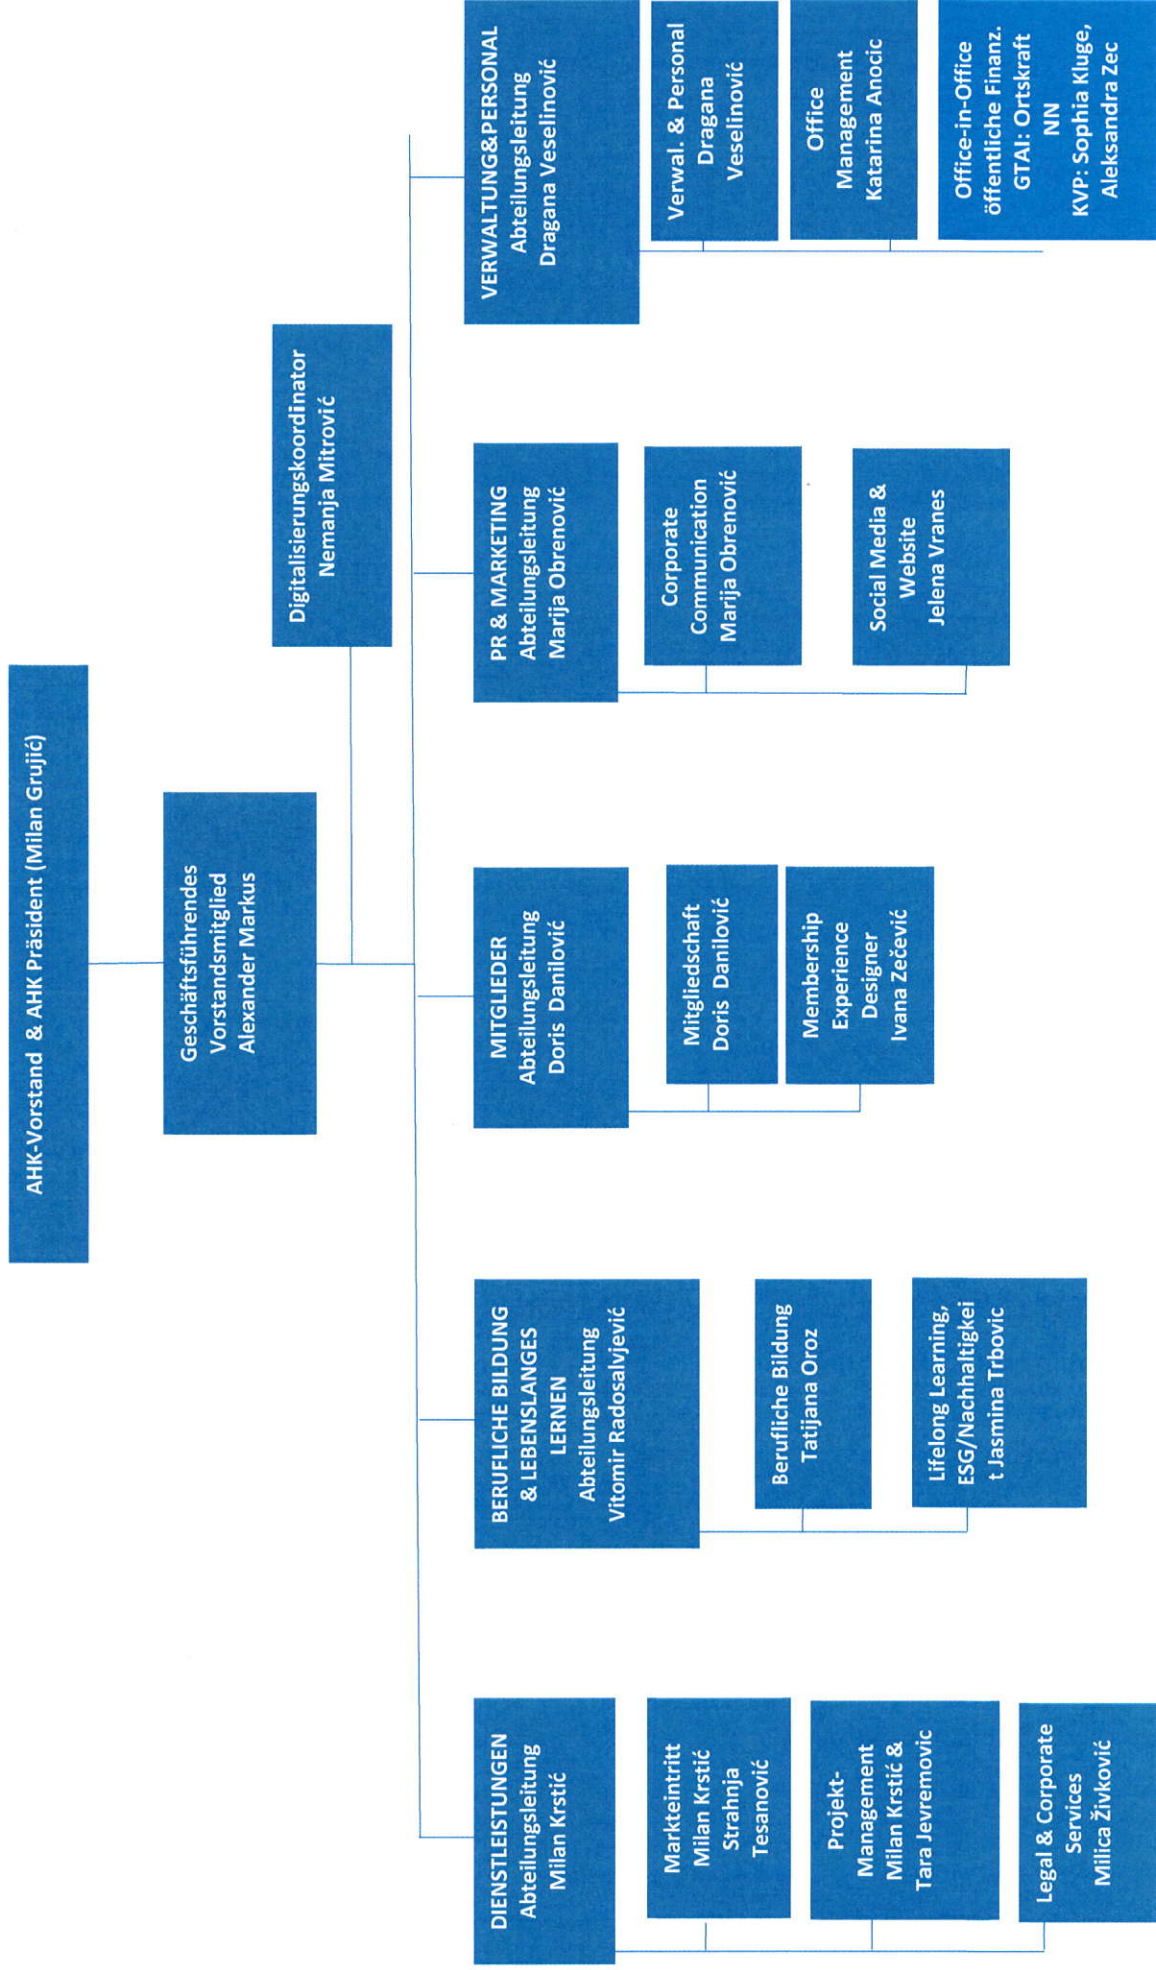 AHK-Vorstand & AHK Präsident (Milan Grujić)
Geschäftsführendes
Vorstandsmitglied
Alexander Markus
Digitalisierungskoordinator
Nemanja Mitrović
DIENSTLEISTUNGEN
Abteilungsleitung
Milan Krstić
Markteintritt
Milan Krstić
Strahnja
Tesanović
Projekt-
Management
Milan Krstić &
Tara Jevremovic
Legal & Corporate
Services
Milica Živković
BERUFLICHE BILDUNG
& LEBENSLANGES
LERNEN
Abteilungsleitung
Vitomir Radosalvjević
Berufliche Bildung
Tatijana Oroz
Lifelong Learning,
ESG/Nachhaltigkei
t Jasmina Trbovic
MITGLIEDER
Abteilungsleitung
Doris Danilović
Mitgliedschaft
Doris Danilović
Membership
Experience
Designer
Ivana Zečević
PR & MARKETING
Abteilungsleitung
Marija Obrenović
Corporate
Communication
Marija Obrenović
Social Media &
Website
Jelena Vranes
VERWALTUNG&PERSONAL
Abteilungsleitung
Dragana Veselinović
Verwal. & Personal
Dragana
Veselinović
Office
Management
Katarina Anocic
Office-in-Office
öffentliche Finanz.
GTAI: Ortskraft
NN
KVP: Sophia Kluge,
Aleksandra Zec